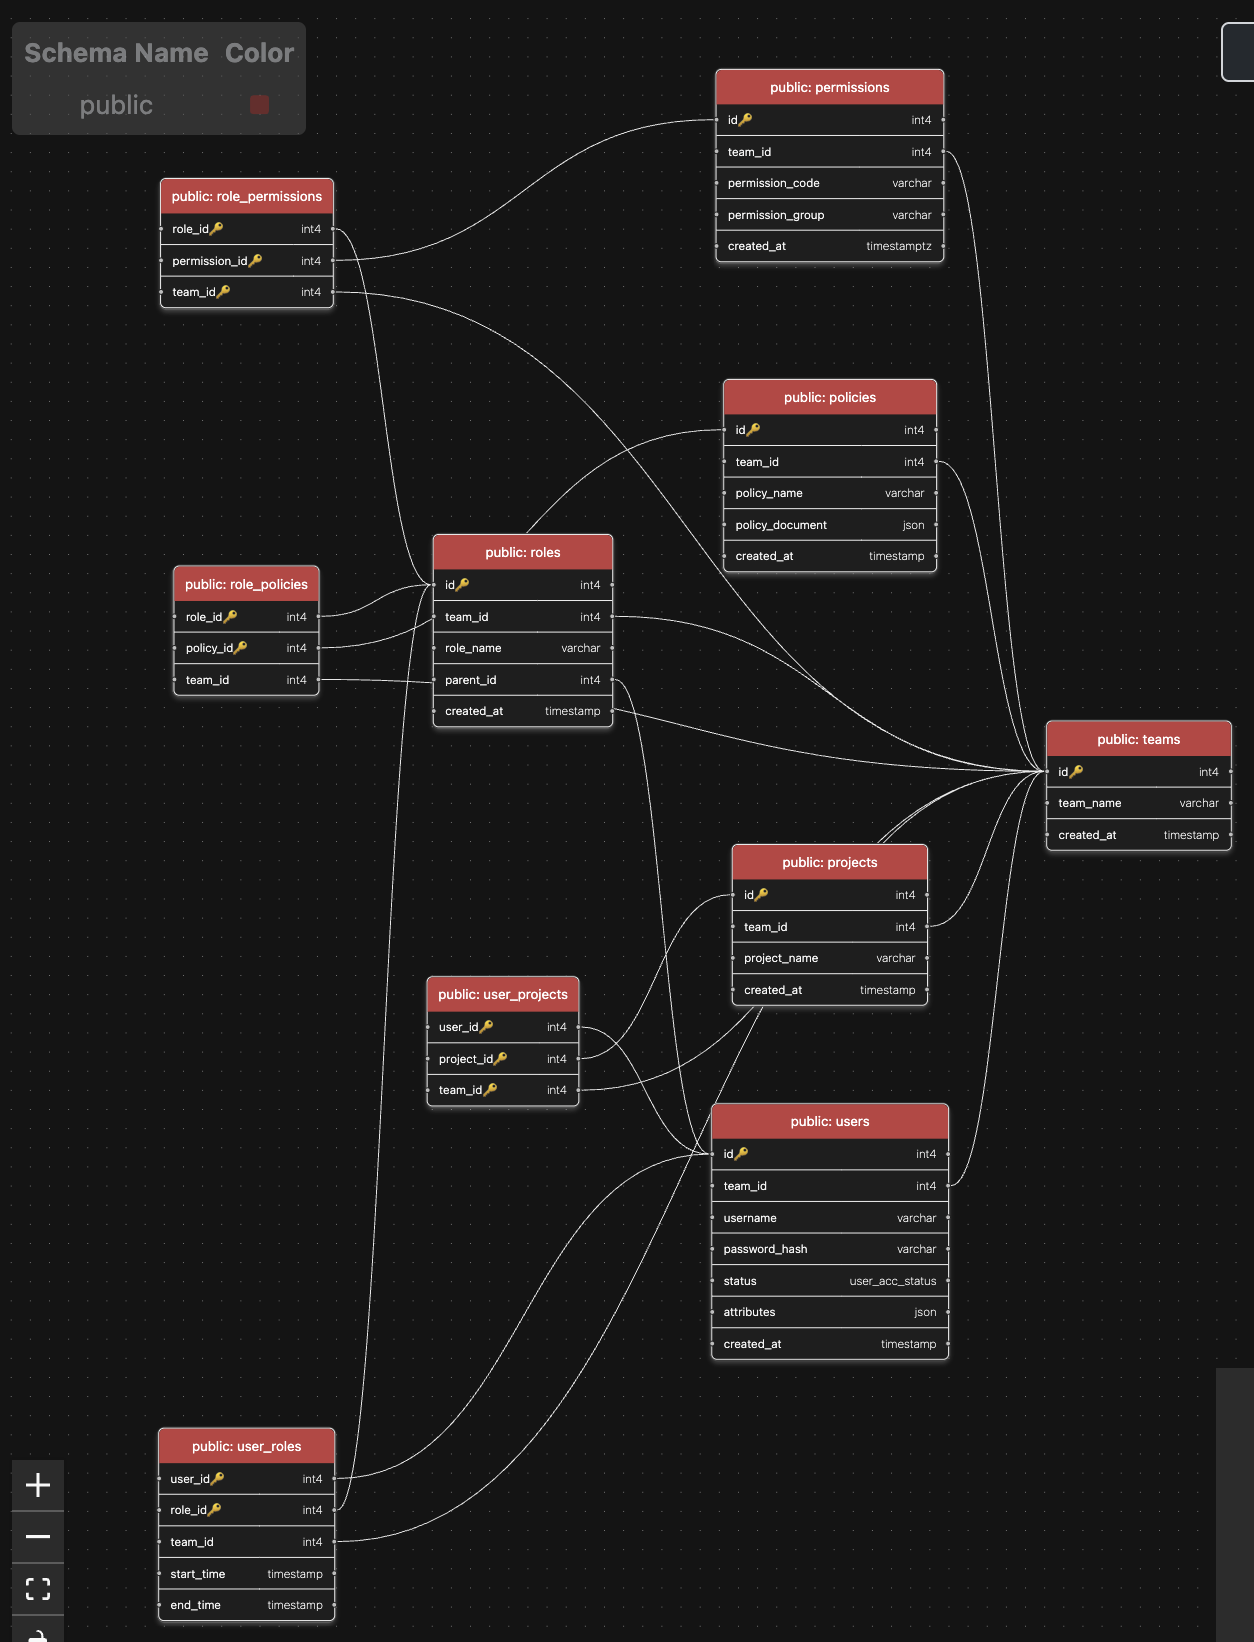 Schema Name Color
public
public: permissions
id🔑 int4
team_id int4
permission_code varchar
permission_group varchar
created_at timestamptz
public: role_permissions
role_id🔑 int4
permission_id🔑 int4
team_id🔑 int4
public: policies
id🔑 int4
team_id int4
policy_name varchar
policy_document json
created_at timestamp
public: roles
id🔑 int4
team_id int4
role_name varchar
parent_id int4
created_at timestamp
public: role_policies
role_id🔑 int4
policy_id🔑 int4
team_id int4
public: teams
id🔑 int4
team_name varchar
created_at timestamp
public: projects
id🔑 int4
team_id int4
project_name varchar
created_at timestamp
public: user_projects
user_id🔑 int4
project_id🔑 int4
team_id🔑 int4
public: users
id🔑 int4
team_id int4
username varchar
password_hash varchar
status user_acc_status
attributes json
created_at timestamp
public: user_roles
user_id🔑 int4
role_id🔑 int4
team_id int4
start_time timestamp
end_time timestamp